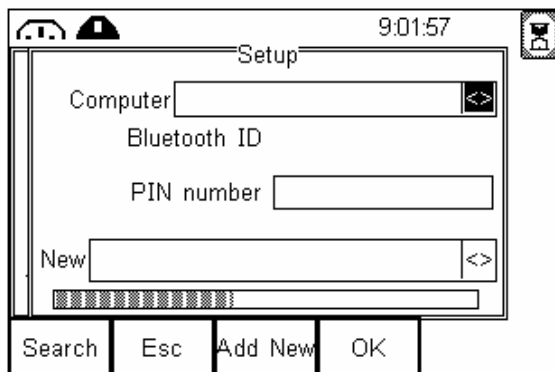 9:01:57
Setup
Computer <>
Bluetooth ID
PIN number
New <>
Search Esc Add New OK